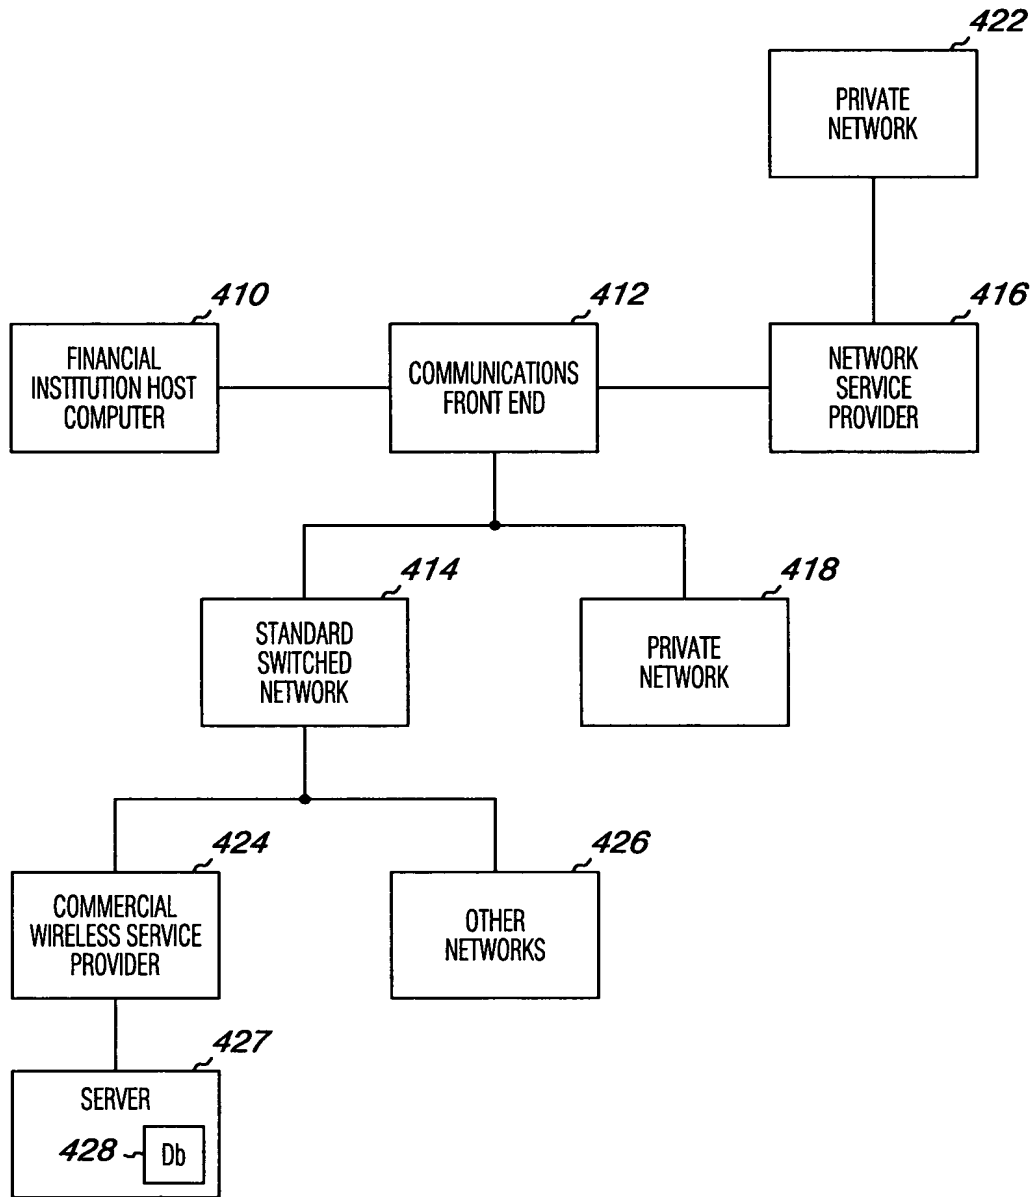 422
PRIVATE
NETWORK
410
FINANCIAL
INSTITUTION HOST
COMPUTER
412
COMMUNICATIONS
FRONT END
416
NETWORK
SERVICE
PROVIDER
414
STANDARD
SWITCHED
NETWORK
418
PRIVATE
NETWORK
424
COMMERCIAL
WIRELESS SERVICE
PROVIDER
426
OTHER
NETWORKS
427
SERVER
428
Db